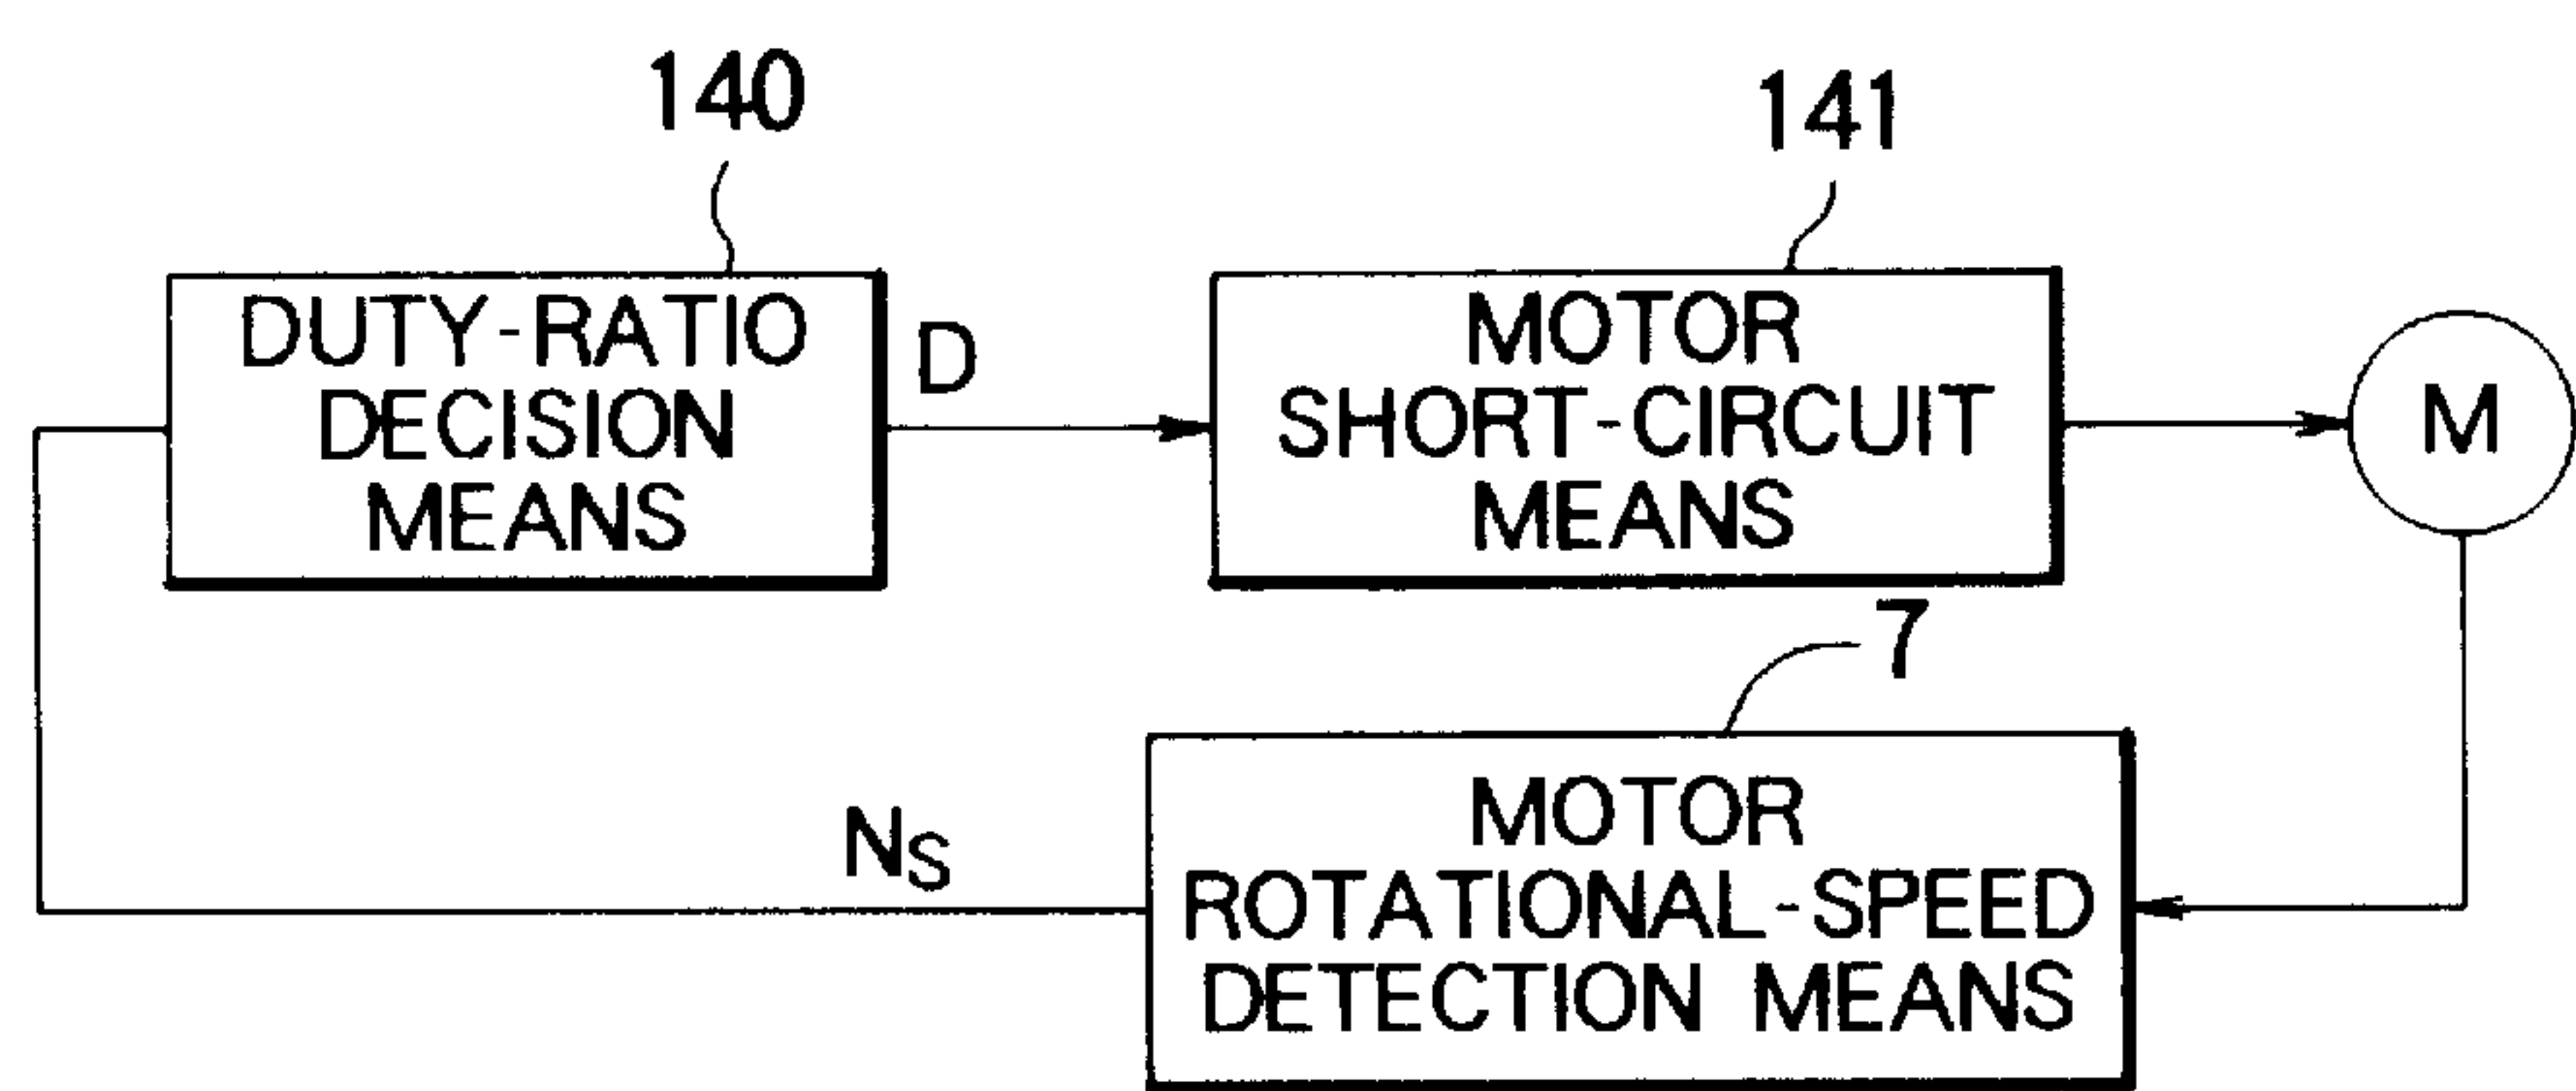 140
141
DUTY-RATIO
DECISION
MEANS
D
MOTOR
SHORT-CIRCUIT
MEANS
M
7
NS
MOTOR
ROTATIONAL-SPEED
DETECTION MEANS